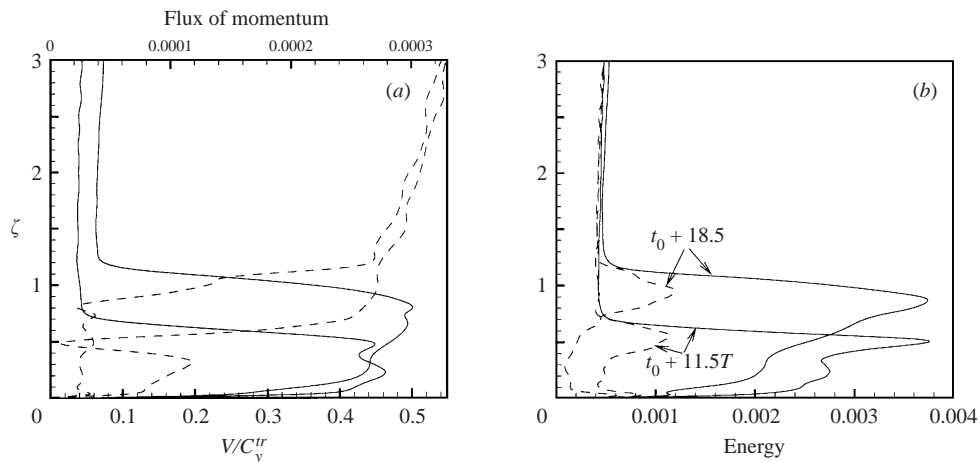 Flux of momentum
0 0.0001 0.0002 0.0003
3 (a)
2
ζ
1
0 0.1 0.2 0.3 0.4 0.5
V/C_y^{tr}
3 (b)
2
t_0 + 18.5
1
t_0 + 11.5T
0 0.001 0.002 0.003 0.004
Energy